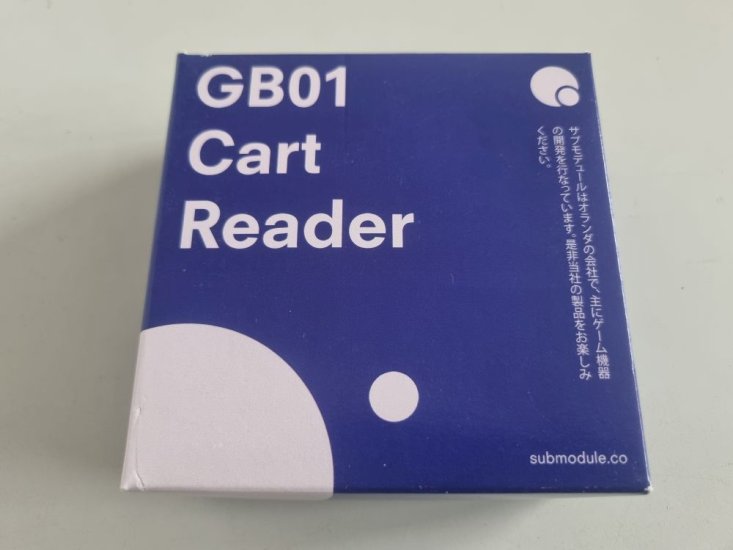 GB01
Cart
Reader
サブモデュールはオランダの会社で、主にゲーム機器
の開発を行なっています。是非当社の製品をお楽しみ
ください。
submodule.co